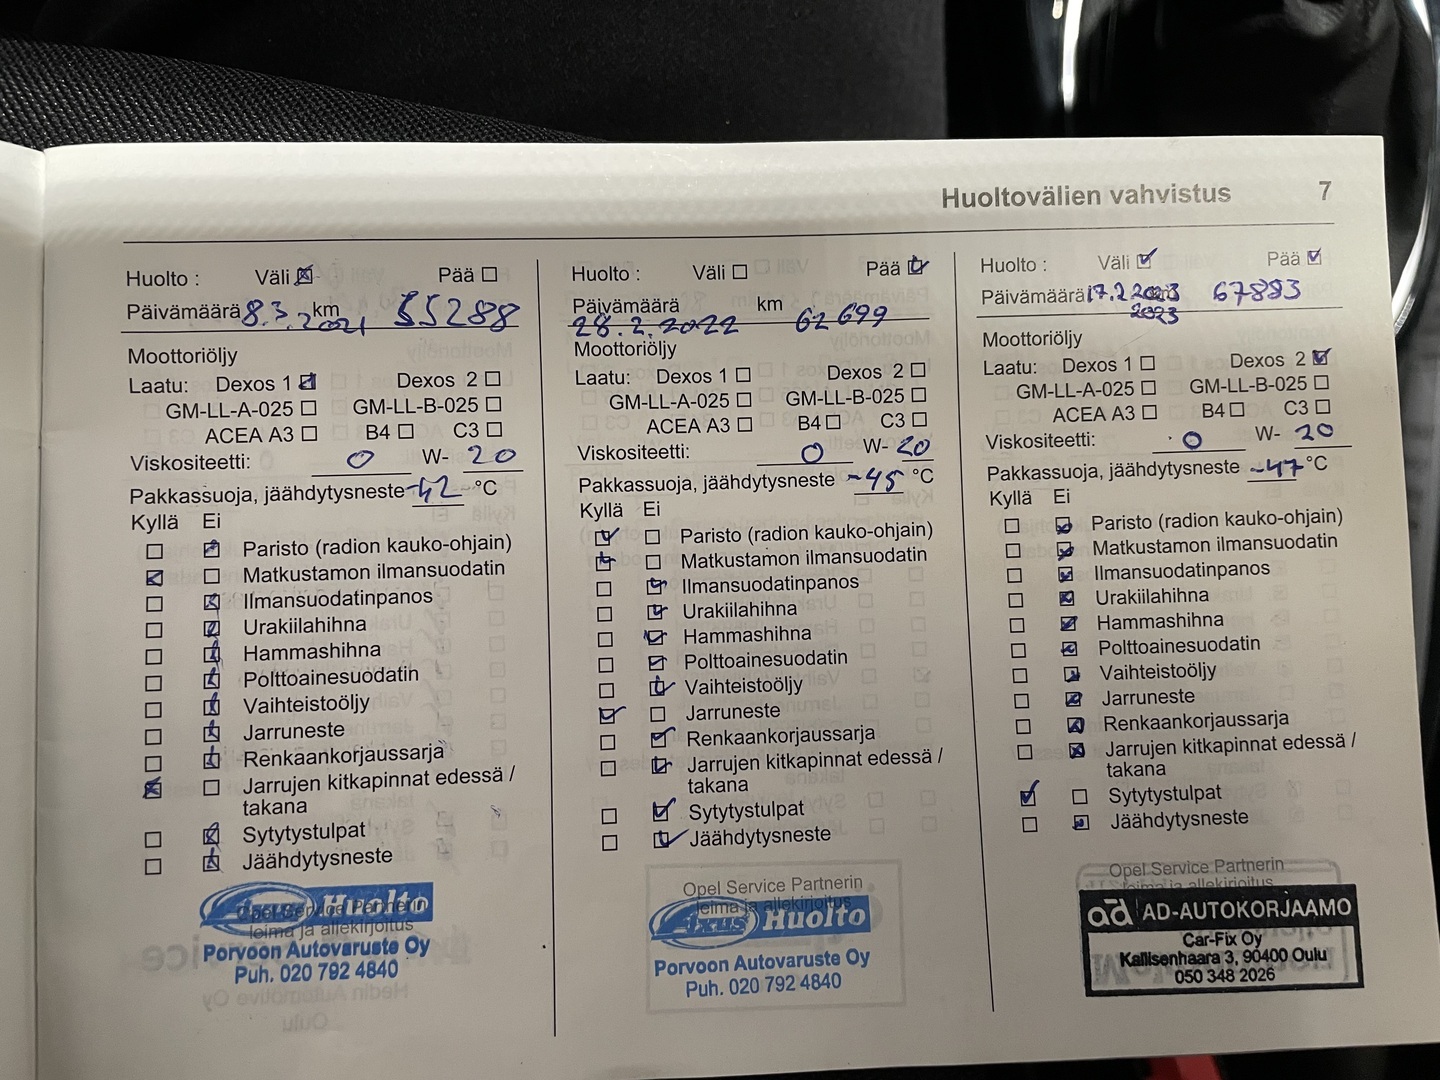 Huoltovälien vahvistus 7
Huolto : Väli Pää
Päivämäärä 8.3.2021 km 55288
Moottoriöljy
Laatu: Dexos 1 Dexos 2
GM-LL-A-025 GM-LL-B-025
ACEA A3 B4 C3
Viskositeetti: 0 W- 20
Pakkassuoja, jäähdytysneste -42 °C
Kyllä Ei
Paristo (radion kauko-ohjain)
Matkustamon ilmansuodatin
Ilmansuodatinpanos
Urakiilahihna
Hammashihna
Polttoainesuodatin
Vaihteistoöljy
Jarruneste
Renkaankorjaussarja
Jarrujen kitkapinnat edessä /
takana
Sytytystulpat
Jäähdytysneste
Opel Service Partnerin
leima ja allekirjoitus
Fixus Huolto
Porvoon Autovaruste Oy
Puh. 020 792 4840
Huolto : Väli Pää
Päivämäärä km
28.2.2022 62699
Moottoriöljy
Laatu: Dexos 1 Dexos 2
GM-LL-A-025 GM-LL-B-025
ACEA A3 B4 C3
Viskositeetti: 0 W- 20
Pakkassuoja, jäähdytysneste -45 °C
Kyllä Ei
Paristo (radion kauko-ohjain)
Matkustamon ilmansuodatin
Ilmansuodatinpanos
Urakiilahihna
Hammashihna
Polttoainesuodatin
Vaihteistoöljy
Jarruneste
Renkaankorjaussarja
Jarrujen kitkapinnat edessä /
takana
Sytytystulpat
Jäähdytysneste
Opel Service Partnerin
leima ja allekirjoitus
Fixus Huolto
Porvoon Autovaruste Oy
Puh. 020 792 4840
Huolto : Väli Pää
Päivämäärä 17.2.2023 67883
2023
Moottoriöljy
Laatu: Dexos 1 Dexos 2
GM-LL-A-025 GM-LL-B-025
ACEA A3 B4 C3
Viskositeetti: 0 W- 20
Pakkassuoja, jäähdytysneste -47 °C
Kyllä Ei
Paristo (radion kauko-ohjain)
Matkustamon ilmansuodatin
Ilmansuodatinpanos
Urakiilahihna
Hammashihna
Polttoainesuodatin
Vaihteistoöljy
Jarruneste
Renkaankorjaussarja
Jarrujen kitkapinnat edessä /
takana
Sytytystulpat
Jäähdytysneste
Opel Service Partnerin
leima ja allekirjoitus
ad AD-AUTOKORJAAMO
Car-Fix Oy
Kallisenhaara 3, 90400 Oulu
050 348 2026